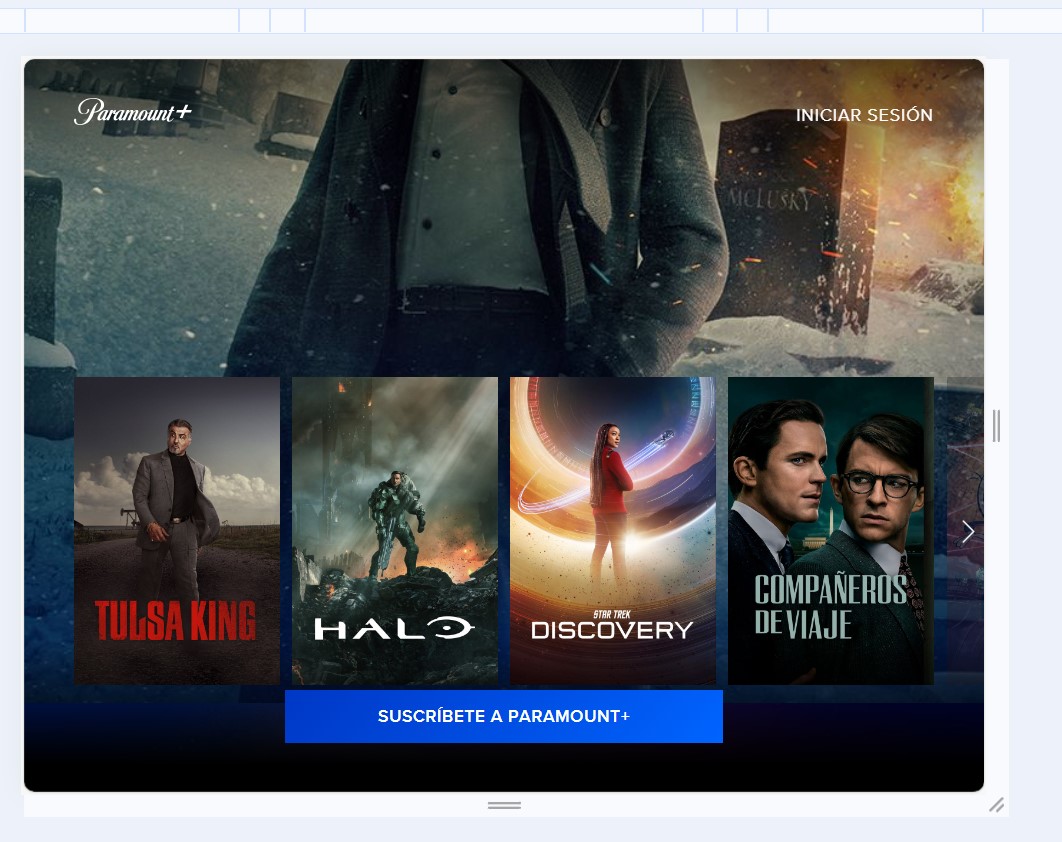 Paramount+
INICIAR SESIÓN
MCLUSKY
TULSA KING
HALO
STAR TREK
DISCOVERY
COMPAÑEROS
DE VIAJE
SUSCRÍBETE A PARAMOUNT+